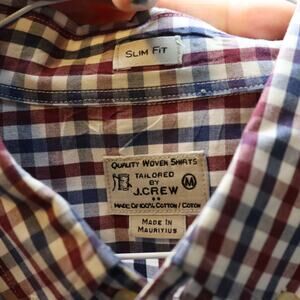 SLIM FIT
QUALITY WOVEN SHIRTS
TAILORED
BY
J.CREW
M
MADE OF 100% COTTON / COTON
MADE IN
MAURITIUS